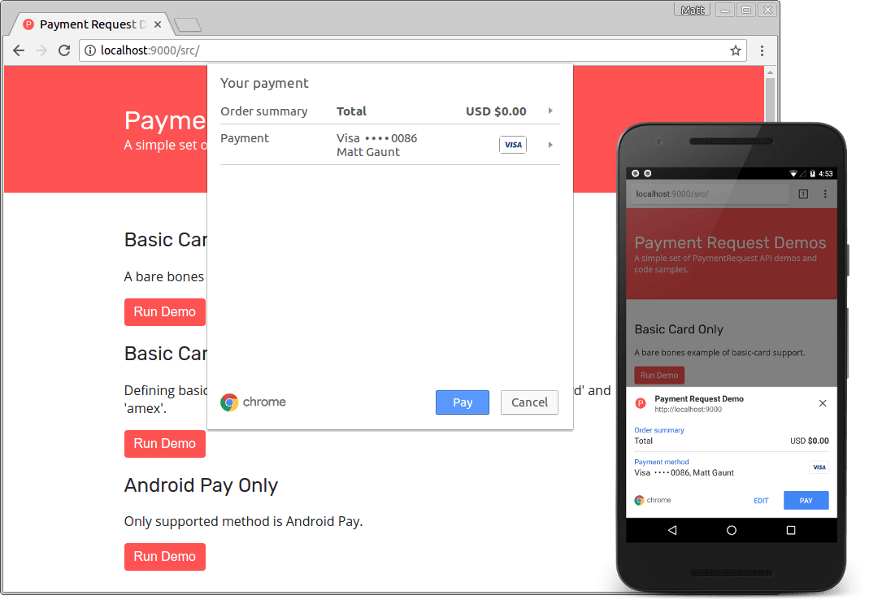 Matt
Payment Request D
localhost:9000/src/
Your payment
Order summary Total USD $0.00
Payment Visa •••• 0086
Matt Gaunt
VISA
chrome
Pay Cancel
Payme
A simple set o
Basic Car
A bare bones
Run Demo
Basic Car
Defining basic d' and
'amex'.
Run Demo
Android Pay Only
Only supported method is Android Pay.
Run Demo
4:53
localhost:9000/src/
1
Payment Request Demos
A simple set of PaymentRequest API demos and
code samples.
Basic Card Only
A bare bones example of basic-card support.
Run Demo
Payment Request Demo
http://localhost:9000
Order summary
Total USD $0.00
Payment method
Visa •••• 0086, Matt Gaunt
VISA
chrome EDIT PAY